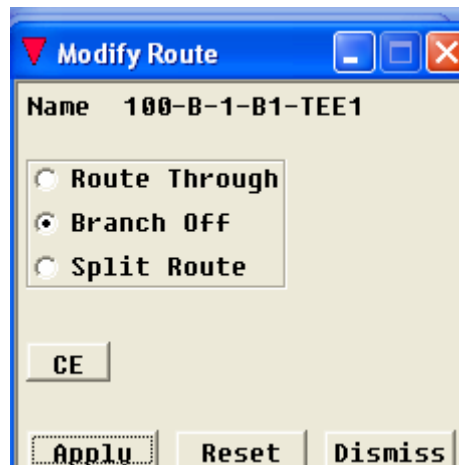 Modify Route
Name 100-B-1-B1-TEE1
Route Through
Branch Off
Split Route
CE
Apply Reset Dismiss